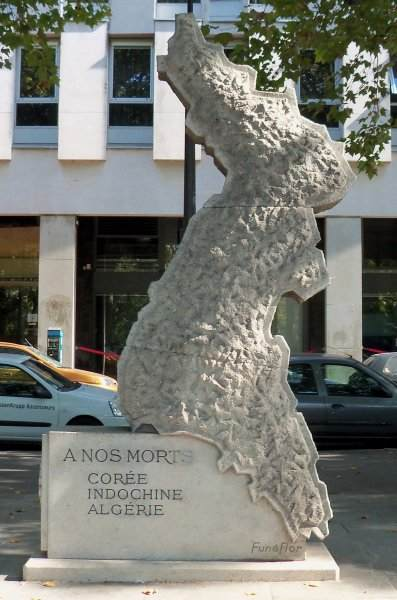 A NOS MORTS
CORÉE
INDOCHINE
ALGÉRIE
Funéflor